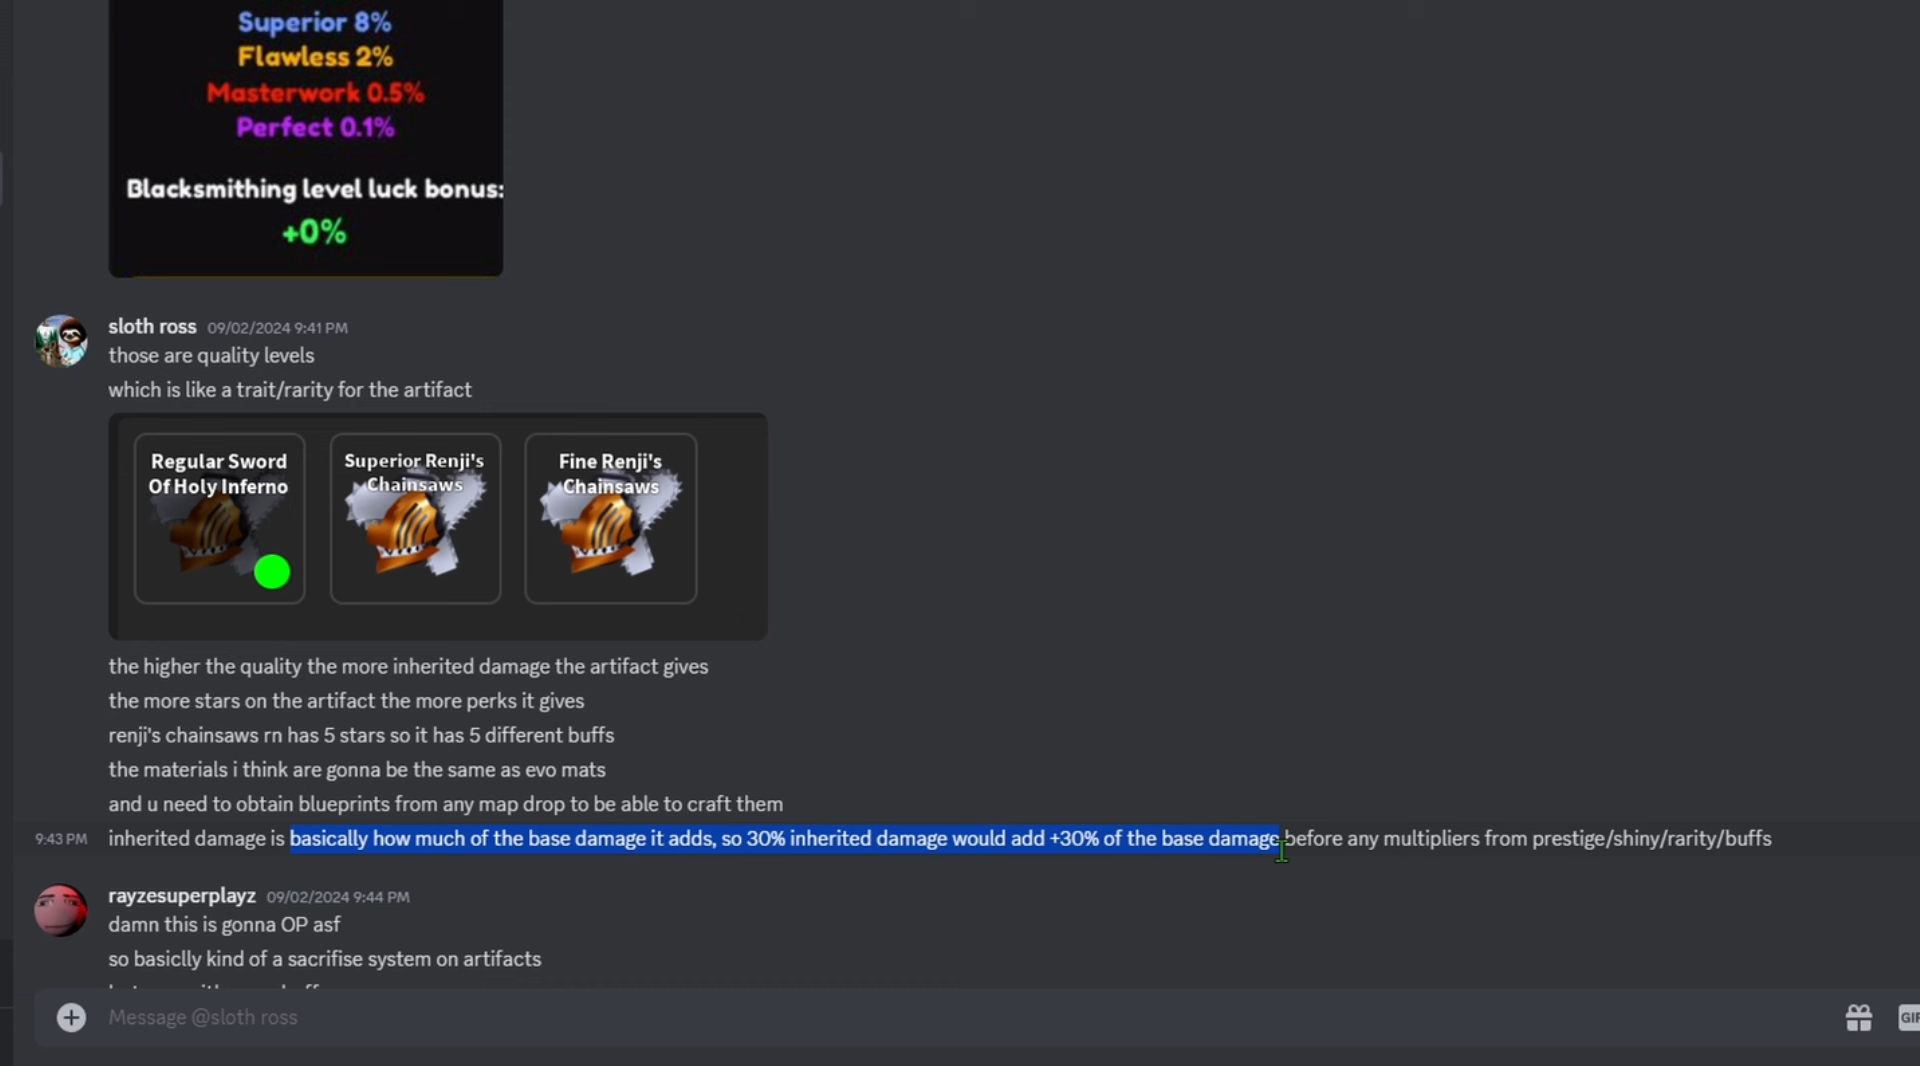 Superior 8%
Flawless 2%
Masterwork 0.5%
Perfect 0.1%
Blacksmithing level luck bonus:
+0%
sloth ross 09/02/2024 9:41 PM
those are quality levels
which is like a trait/rarity for the artifact
Regular Sword
Of Holy Inferno
Superior Renji's
Chainsaws
Fine Renji's
Chainsaws
the higher the quality the more inherited damage the artifact gives
the more stars on the artifact the more perks it gives
renji's chainsaws rn has 5 stars so it has 5 different buffs
the materials i think are gonna be the same as evo mats
and u need to obtain blueprints from any map drop to be able to craft them
9:43 PM inherited damage is basically how much of the base damage it adds, so 30% inherited damage would add +30% of the base damage before any multipliers from prestige/shiny/rarity/buffs
rayzesuperplayz 09/02/2024 9:44 PM
damn this is gonna OP asf
so basiclly kind of a sacrifise system on artifacts
Message @sloth ross
GIF